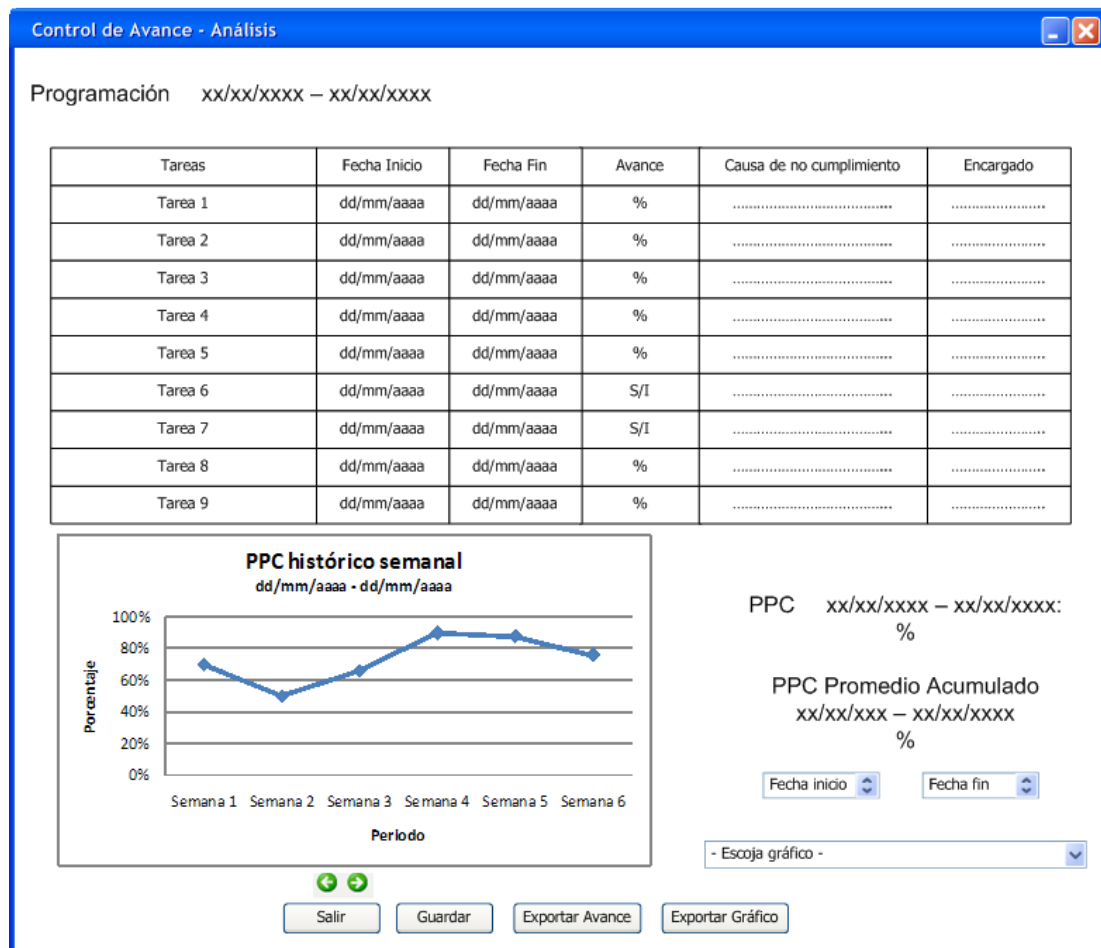 Control de Avance - Análisis
Programación xx/xx/xxxx – xx/xx/xxxx
Tareas Fecha Inicio Fecha Fin Avance Causa de no cumplimiento Encargado
Tarea 1 dd/mm/aaaa dd/mm/aaaa % ........................................ ........................
Tarea 2 dd/mm/aaaa dd/mm/aaaa % ........................................ ........................
Tarea 3 dd/mm/aaaa dd/mm/aaaa % ........................................ ........................
Tarea 4 dd/mm/aaaa dd/mm/aaaa % ........................................ ........................
Tarea 5 dd/mm/aaaa dd/mm/aaaa % ........................................ ........................
Tarea 6 dd/mm/aaaa dd/mm/aaaa S/I ........................................ ........................
Tarea 7 dd/mm/aaaa dd/mm/aaaa S/I ........................................ ........................
Tarea 8 dd/mm/aaaa dd/mm/aaaa % ........................................ ........................
Tarea 9 dd/mm/aaaa dd/mm/aaaa % ........................................ ........................
PPC histórico semanal
dd/mm/aaaa - dd/mm/aaaa
100%
80%
60%
40%
20%
0%
Porcentaje
Semana 1 Semana 2 Semana 3 Semana 4 Semana 5 Semana 6
Periodo
PPC xx/xx/xxxx – xx/xx/xxxx:
%
PPC Promedio Acumulado
xx/xx/xxx – xx/xx/xxxx
%
Fecha inicio Fecha fin
- Escoja gráfico -
Salir Guardar Exportar Avance Exportar Gráfico